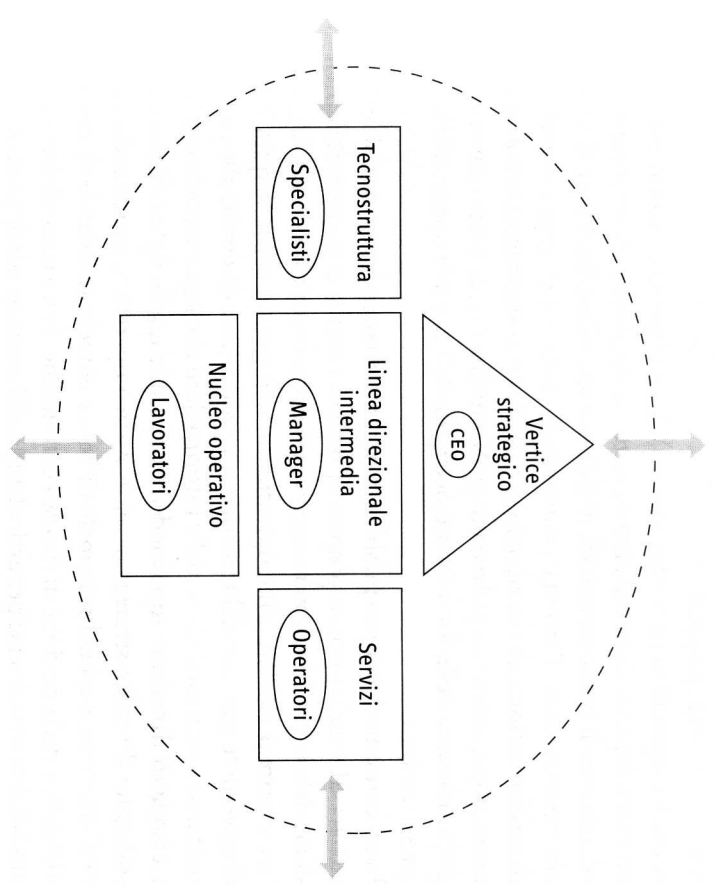 Vertice
strategico
CEO
Tecnostruttura
Specialisti
Linea direzionale
intermedia
Manager
Servizi
Operatori
Nucleo operativo
Lavoratori